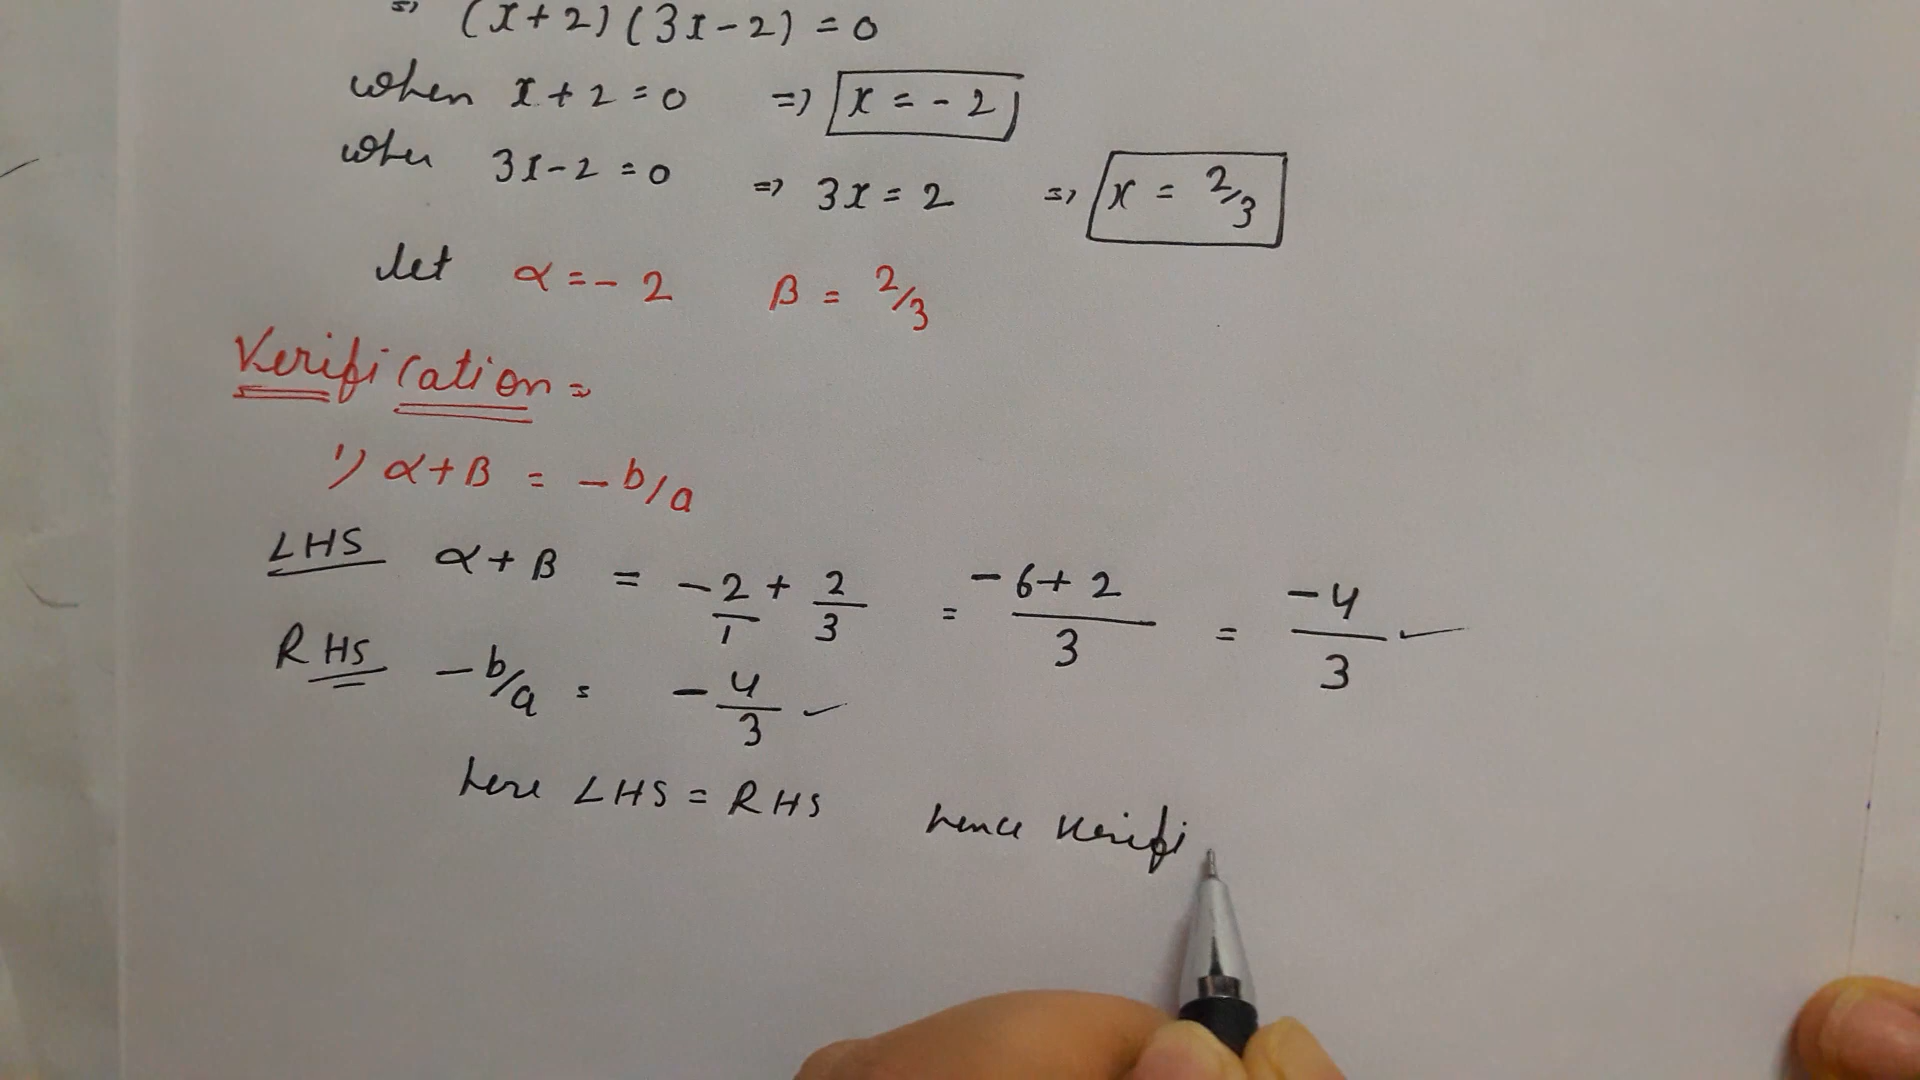 ⇒ (x+2)(3x-2) = 0
when x+2=0 ⇒ x = -2
when 3x-2=0 ⇒ 3x = 2 ⇒ x = 2/3
let α = -2 β = 2/3
Verification =
1) α+β = -b/a
LHS α+β = -2/1 + 2/3 = -6+2/3 = -4/3 ✓
RHS -b/a = -4/3 ✓
here LHS = RHS hence verifi